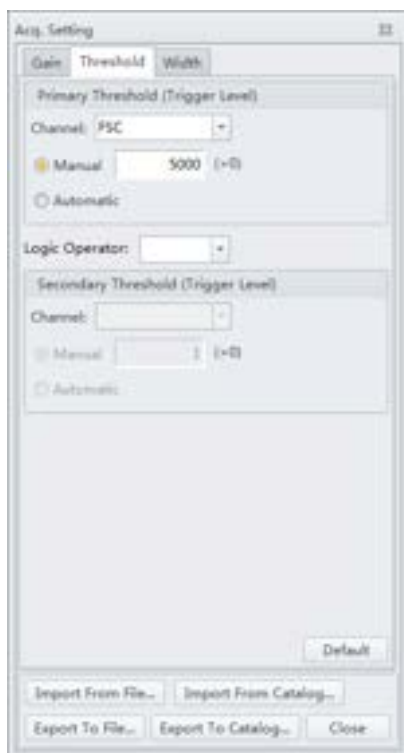 Acq. Setting
Gain Threshold Width
Primary Threshold (Trigger Level)
Channel: FSC
Manual 5000 (>0)
Automatic
Logic Operator:
Secondary Threshold (Trigger Level)
Channel:
Manual 1 (>0)
Automatic
Default
Import From File... Import From Catalog...
Export To File... Export To Catalog... Close